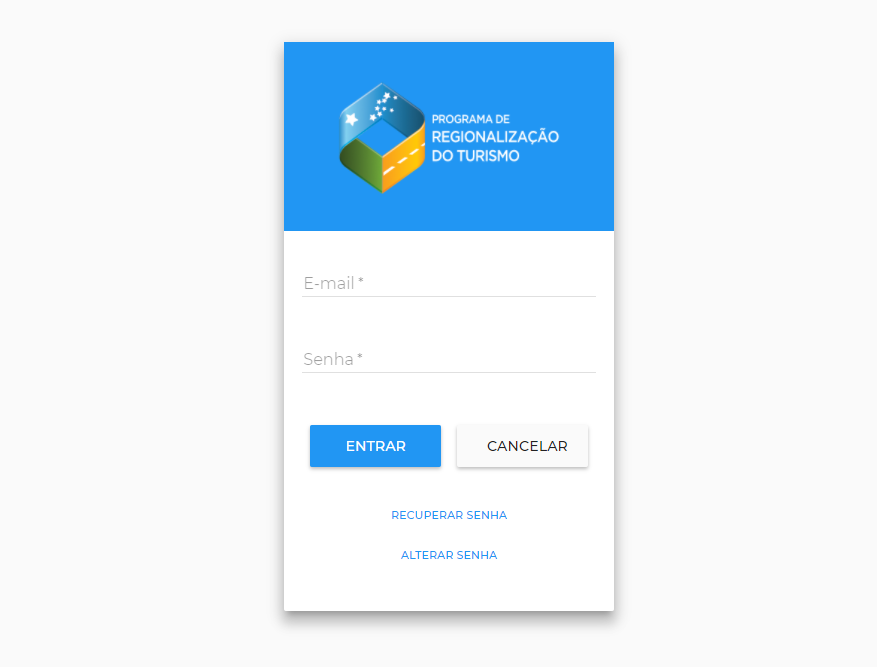 PROGRAMA DE
REGIONALIZAÇÃO
DO TURISMO
E-mail *
Senha *
ENTRAR CANCELAR
RECUPERAR SENHA
ALTERAR SENHA